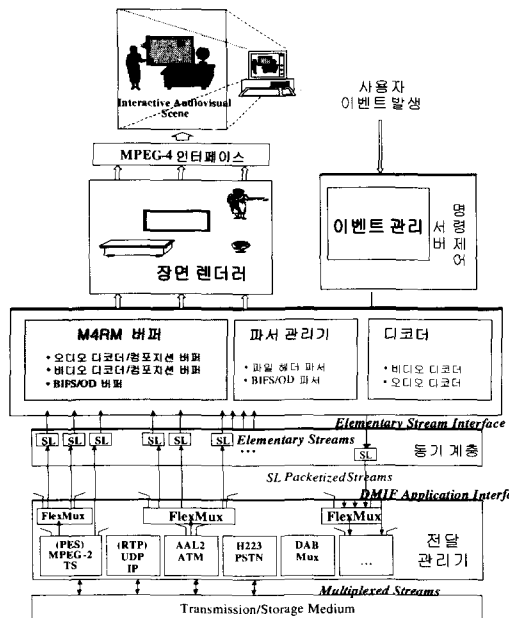 Interactive Audiovisual
Scene
사용자
이벤트 발생
MPEG-4 인터페이스
장면 렌더러
이벤트 관리
명령제어
서버
M4RM 버퍼
• 오디오 디코더/컴포지션 버퍼
• 비디오 디코더/컴포지션 버퍼
• BIFS/OD 버퍼
파서 관리기
• 파일 헤더 파서
• BIFS/OD 파서
디코더
• 비디오 디코더
• 오디오 디코더
Elementary Stream Interface
SL SL SL SL SL SL Elementary Streams ... SL
동기 계층
SL Packetized Streams
DMIF Application Interf
FlexMux FlexMux FlexMux
(PES)
MPEG-2
TS
(RTP)
UDP
IP
AAL2
ATM
H223
PSTN
DAB
Mux
...
전달
관리기
Multiplexed Streams
Transmission/Storage Medium